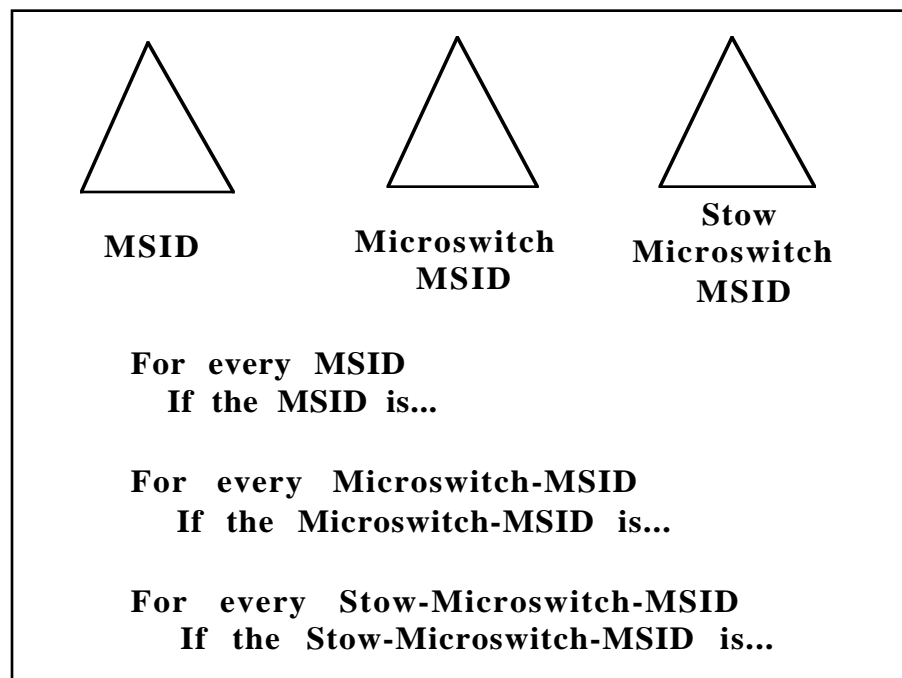 MSID
Microswitch
MSID
Stow
Microswitch
MSID
For every MSID
If the MSID is...
For every Microswitch-MSID
If the Microswitch-MSID is...
For every Stow-Microswitch-MSID
If the Stow-Microswitch-MSID is...